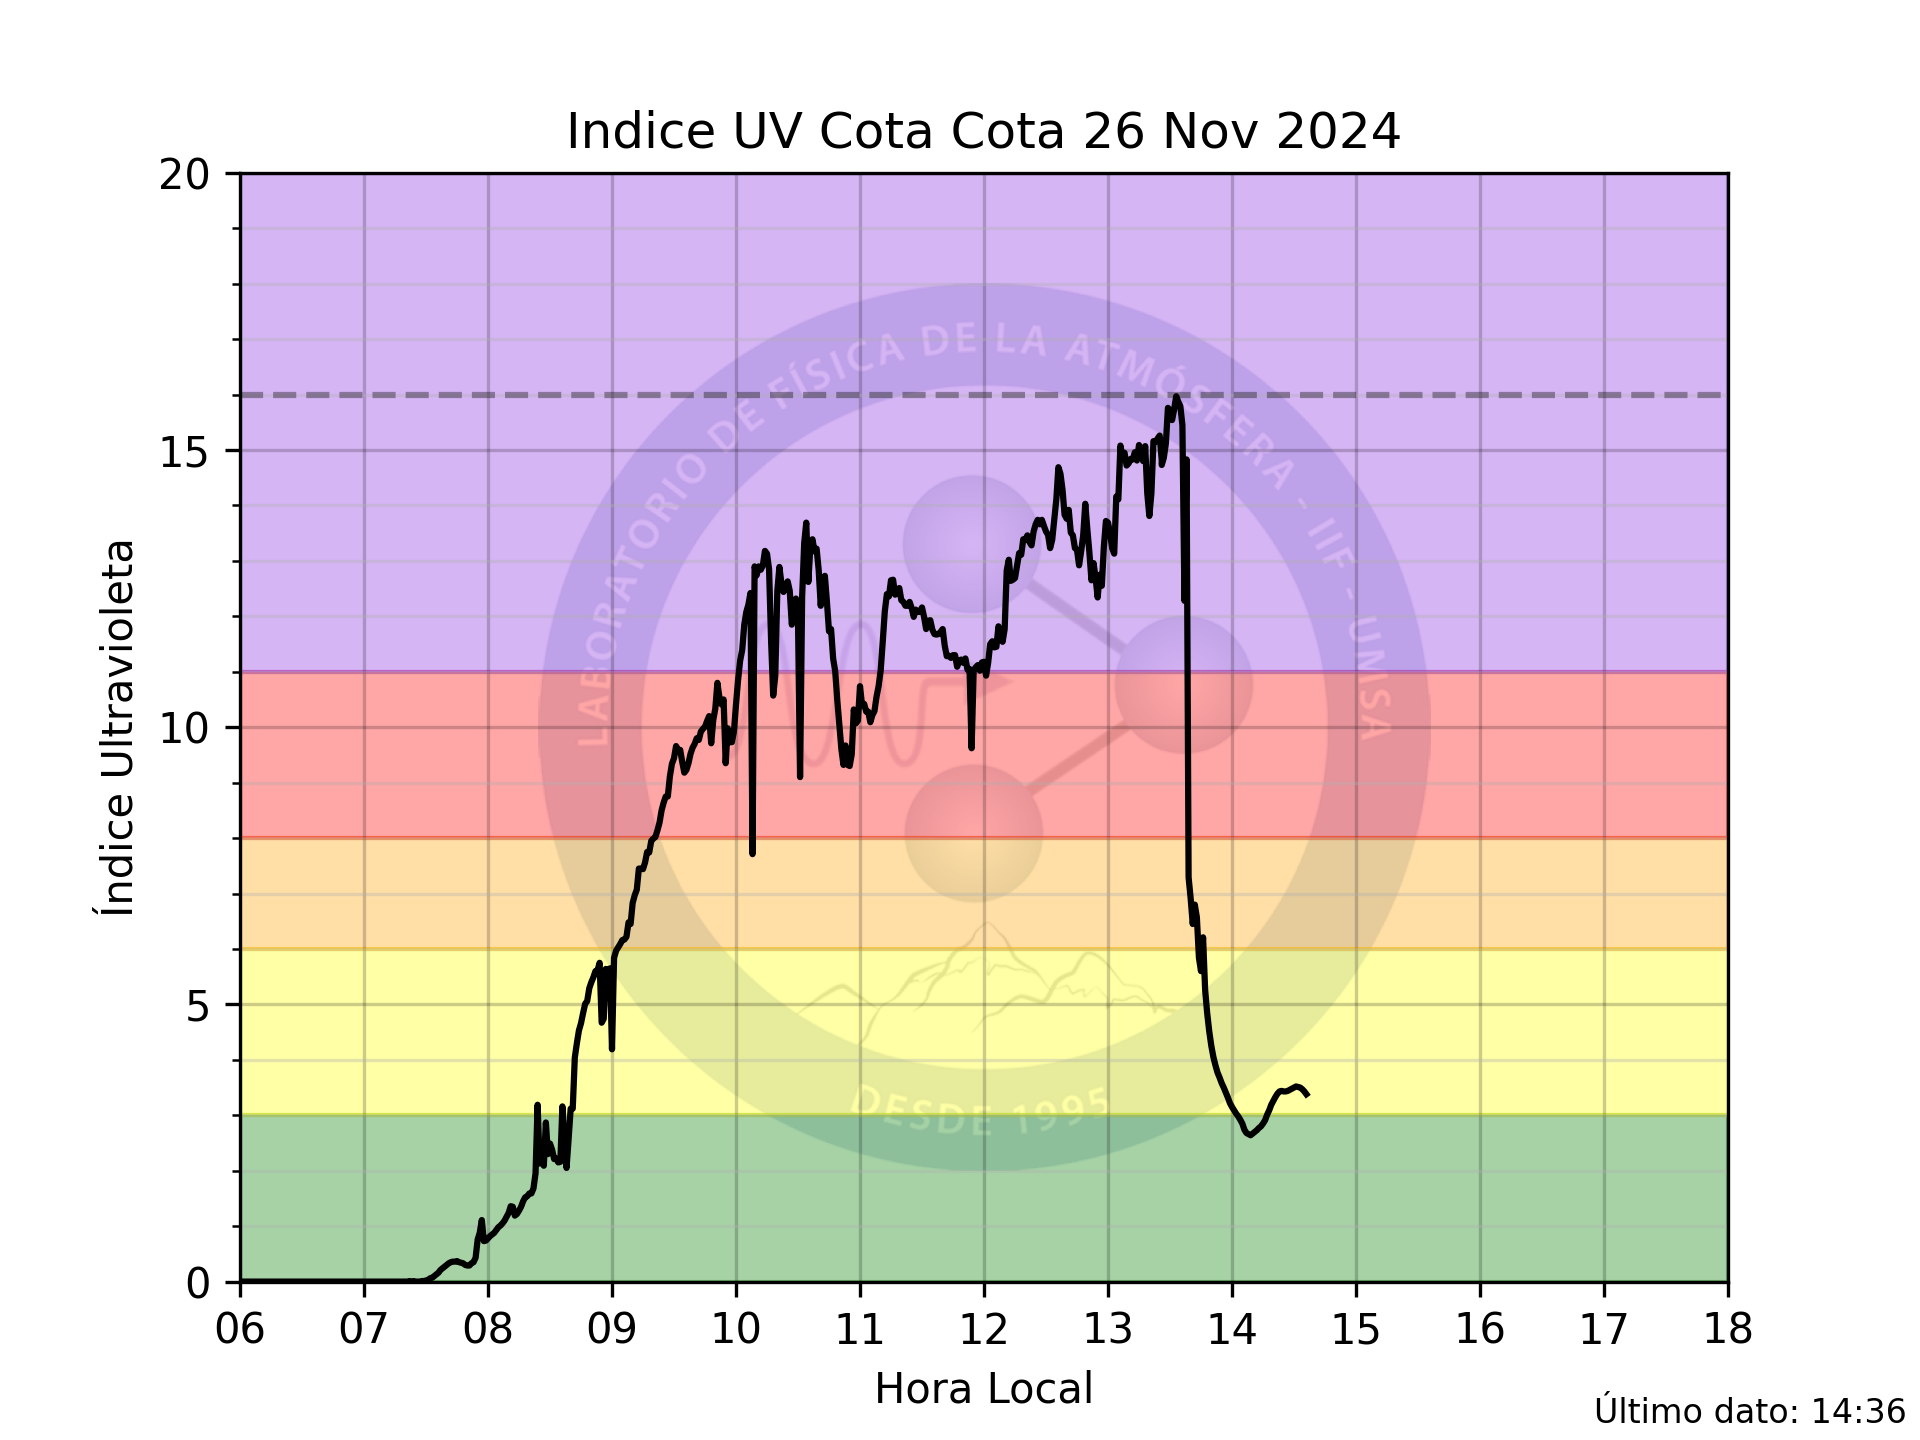 Indice UV Cota Cota 26 Nov 2024
20
15
10
5
0
Índice Ultravioleta
LABORATORIO DE FÍSICA DE LA ATMÓSFERA - IIF - UMSA
DESDE 1995
06 07 08 09 10 11 12 13 14 15 16 17 18
Hora Local
Último dato: 14:36